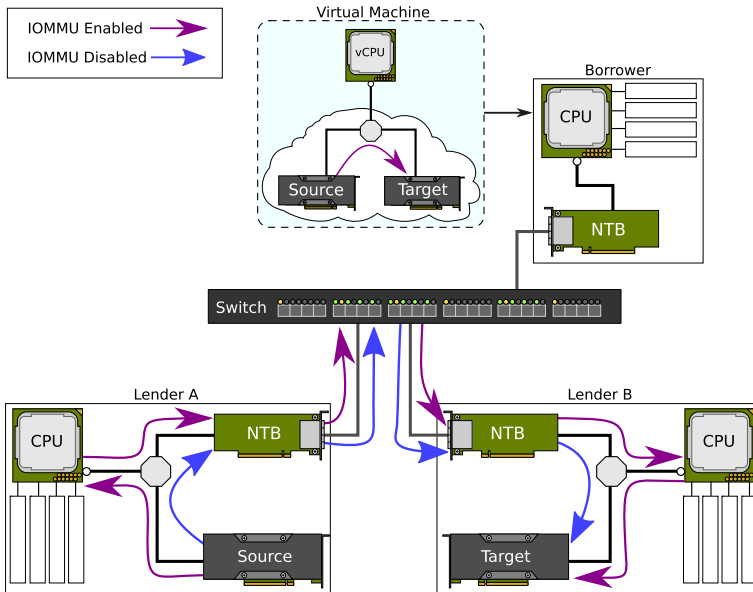 Virtual Machine
IOMMU Enabled
IOMMU Disabled
vCPU
Source
Target
Borrower
CPU
NTB
Switch
Lender A
CPU
NTB
Source
Lender B
NTB
CPU
Target